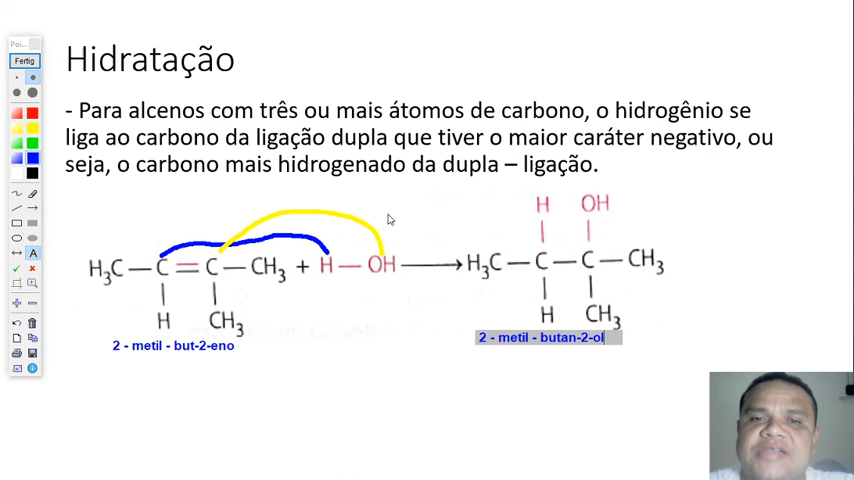 Poi...
Fertig
A
Hidratação
- Para alcenos com três ou mais átomos de carbono, o hidrogênio se
liga ao carbono da ligação dupla que tiver o maior caráter negativo, ou
seja, o carbono mais hidrogenado da dupla – ligação.
H OH
H₃C — C = C — CH₃ + H — OH → H₃C — C — C — CH₃
H CH₃ H CH₃
2 - metil - but-2-eno
2 - metil - butan-2-ol